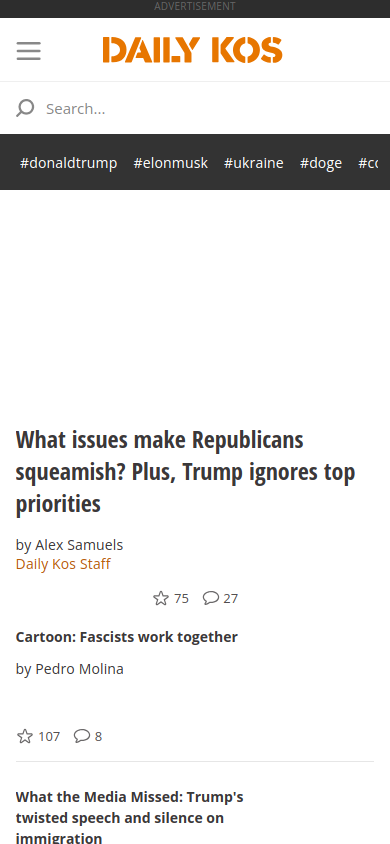 ADVERTISEMENT
DAILY KOS
Search...
#donaldtrump #elonmusk #ukraine #doge
What issues make Republicans
squeamish? Plus, Trump ignores top
priorities
by Alex Samuels
Daily Kos Staff
75 27
Cartoon: Fascists work together
by Pedro Molina
107 8
What the Media Missed: Trump's
twisted speech and silence on
immigration